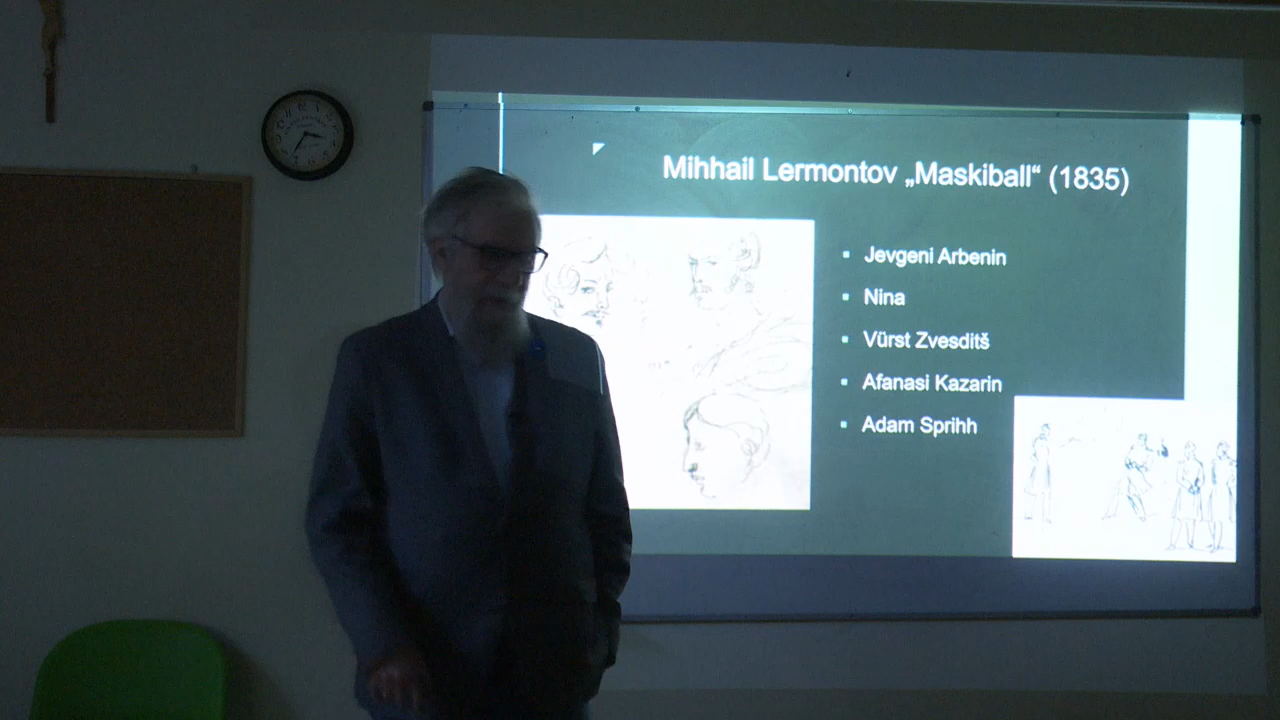 Mihhail Lermontov „Maskiball“ (1835)
Jevgeni Arbenin
Nina
Vürst Zvesditš
Afanasi Kazarin
Adam Sprihh